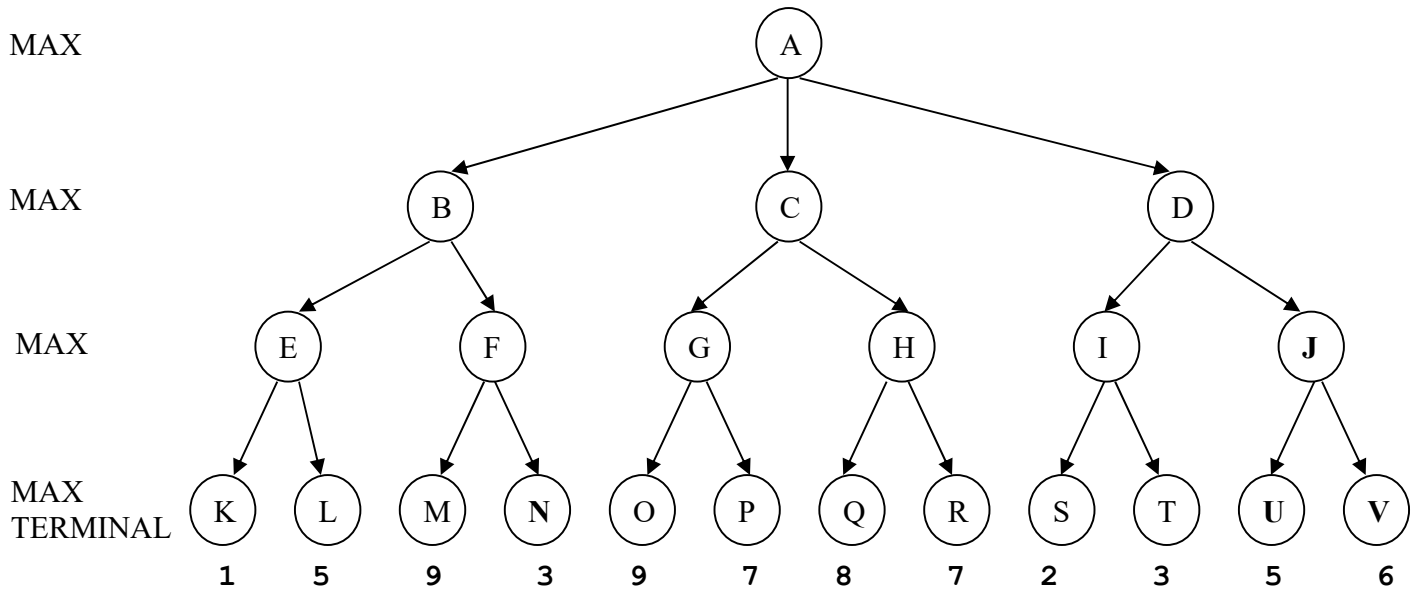 MAX A
MAX B C D
MAX E F G H I J
MAX
TERMINAL K L M N O P Q R S T U V
1 5 9 3 9 7 8 7 2 3 5 6